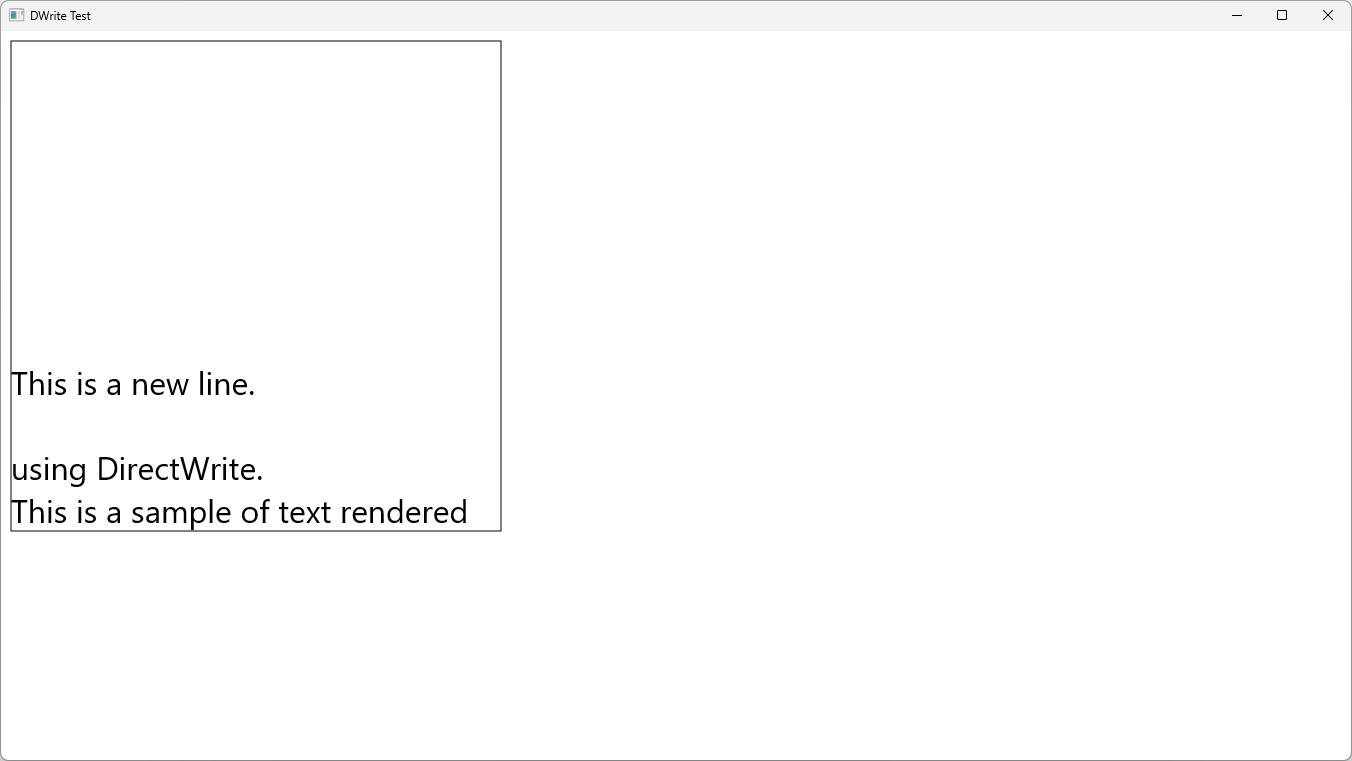 DWrite Test
This is a new line.

using DirectWrite.
This is a sample of text rendered